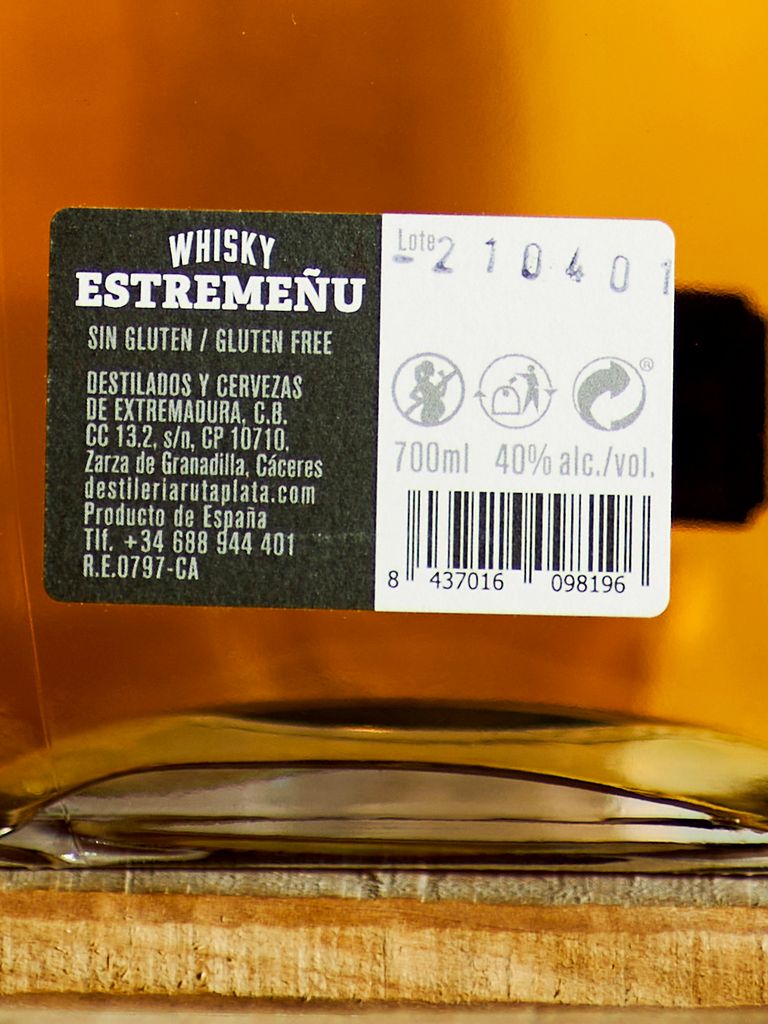 WHISKY
ESTREMEÑU
SIN GLUTEN / GLUTEN FREE
DESTILADOS Y CERVEZAS
DE EXTREMADURA, C.B.
CC 13.2, s/n, CP 10710,
Zarza de Granadilla, Cáceres
destileriarutaplata.com
Producto de España
Tlf. +34 688 944 401
R.E.0797-CA
Lote
-210401
®
700ml 40% alc./vol.
8 437016 098196